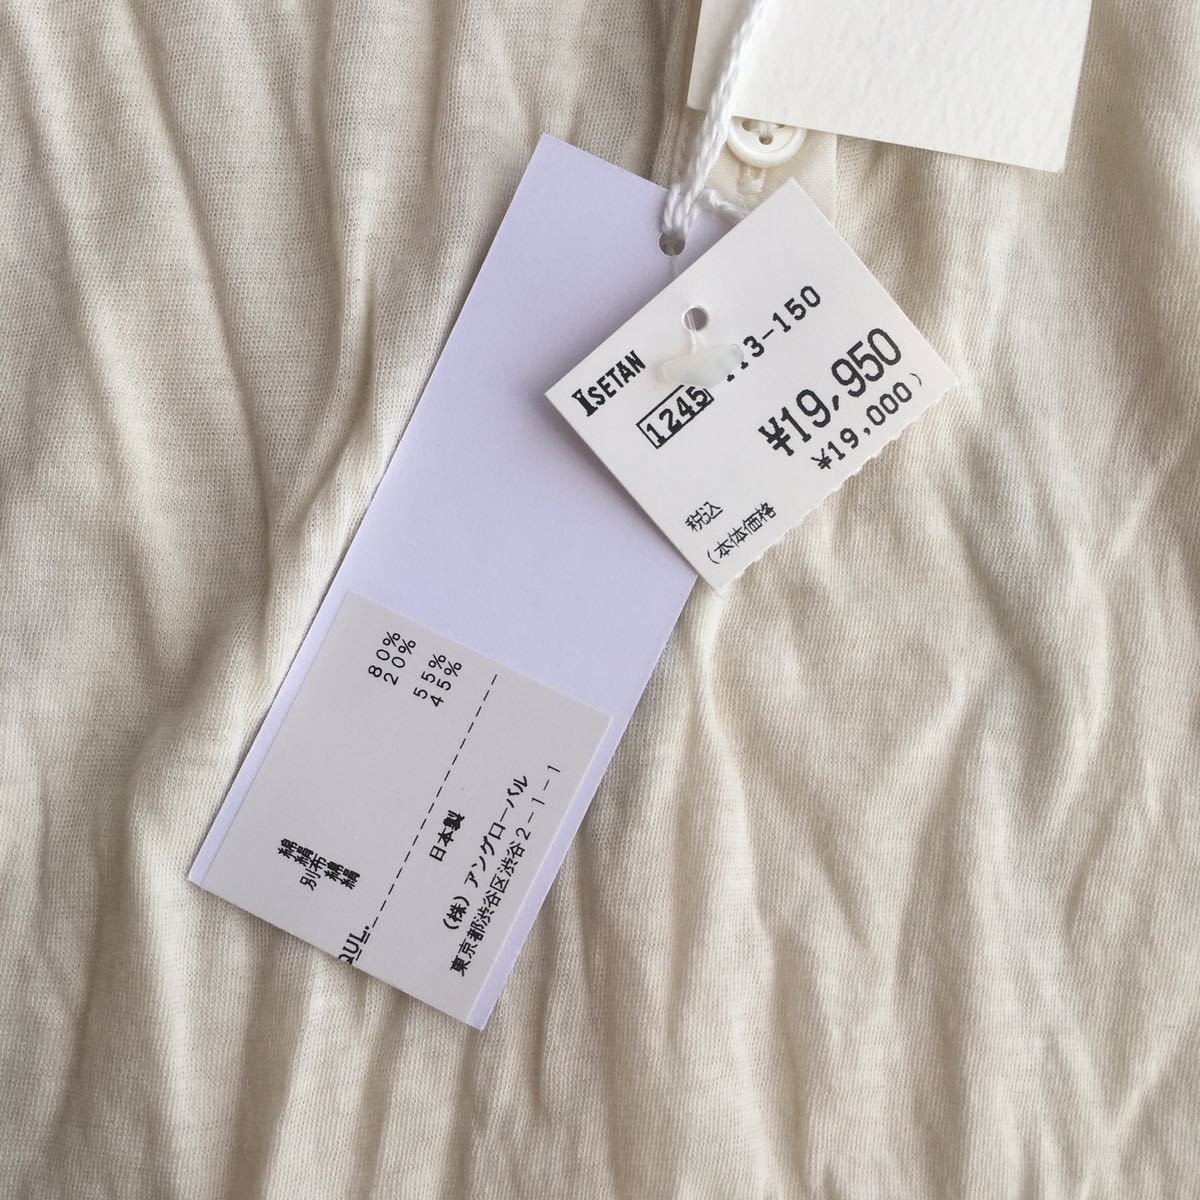 ISETAN
1245 113-150
¥19,950
¥19,000)
税込
(本体価格
綿 80%
絹 20%
別布
綿 55%
絹 45%
QUL.
日本製
(株)アングローバル
東京都渋谷区渋谷2-1-1